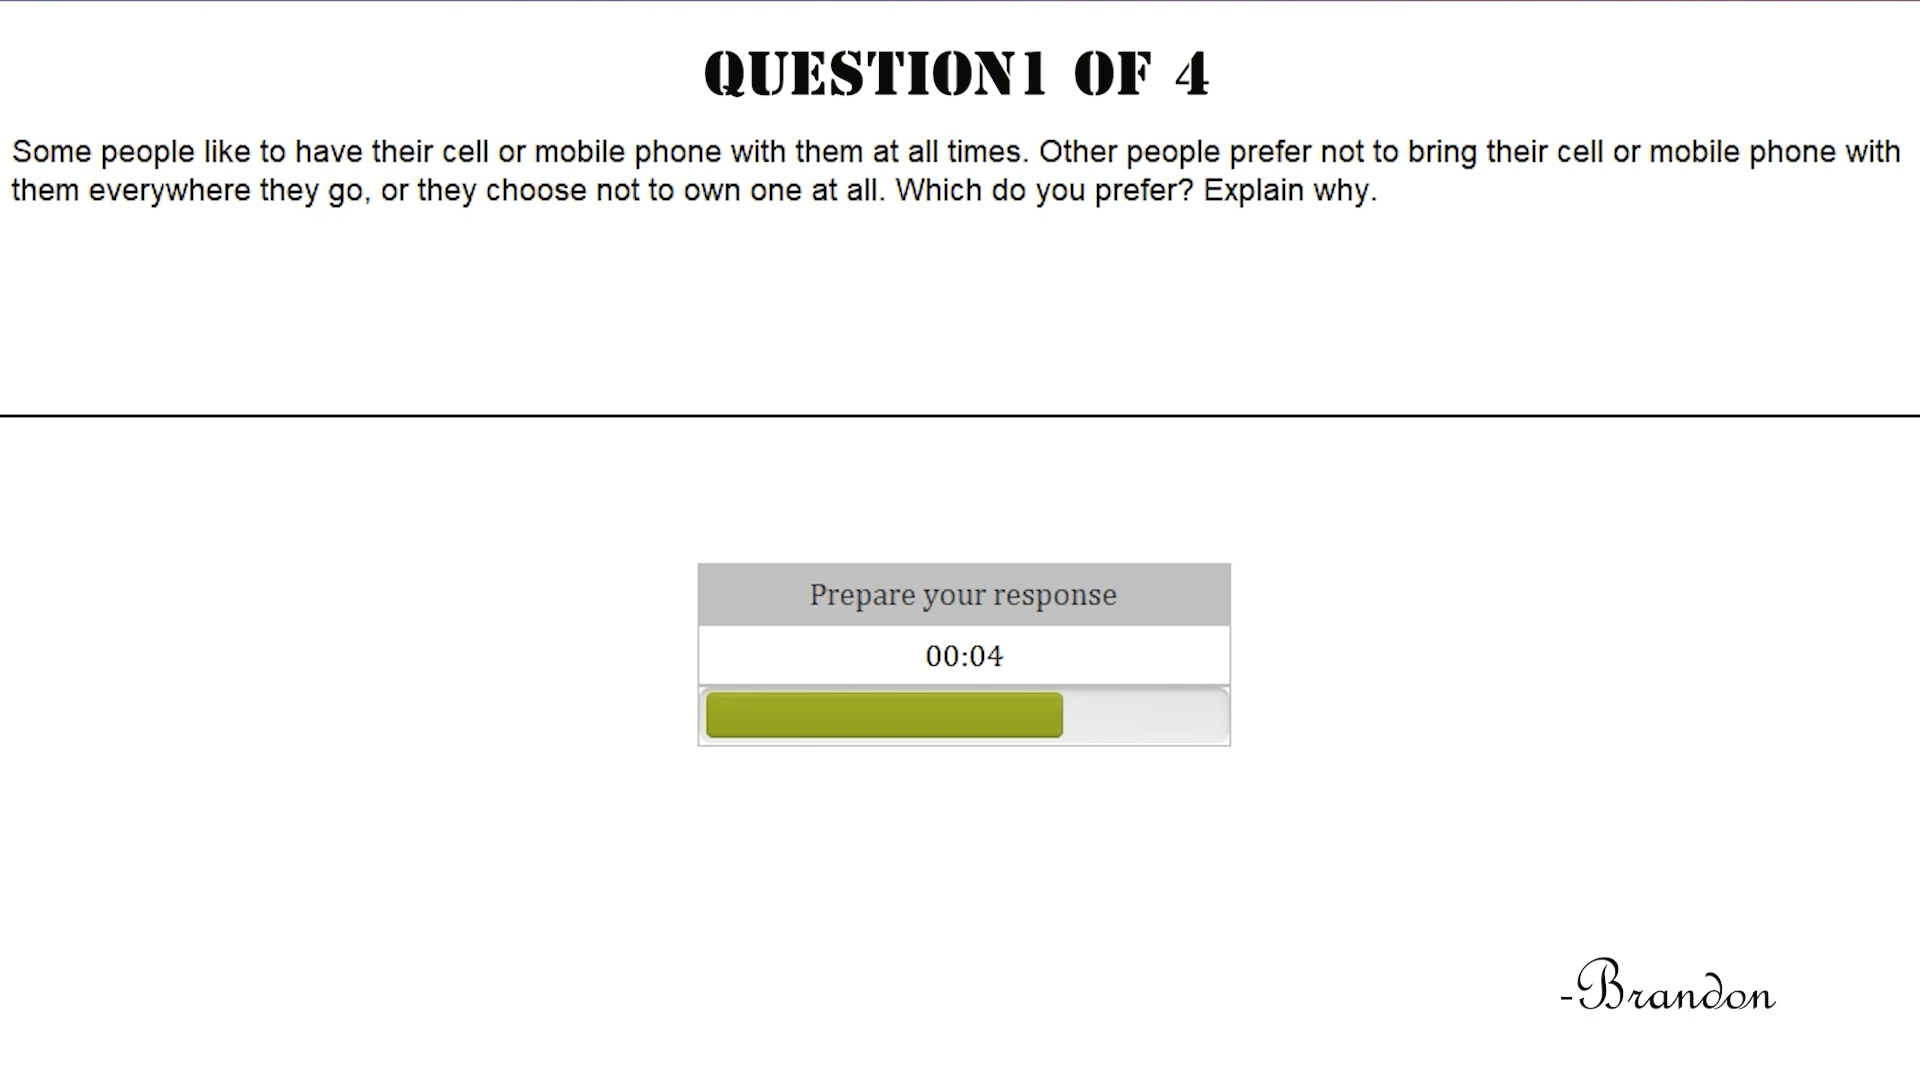 QUESTION1 OF 4
Some people like to have their cell or mobile phone with them at all times. Other people prefer not to bring their cell or mobile phone with
them everywhere they go, or they choose not to own one at all. Which do you prefer? Explain why.
Prepare your response
00:04
-Brandon